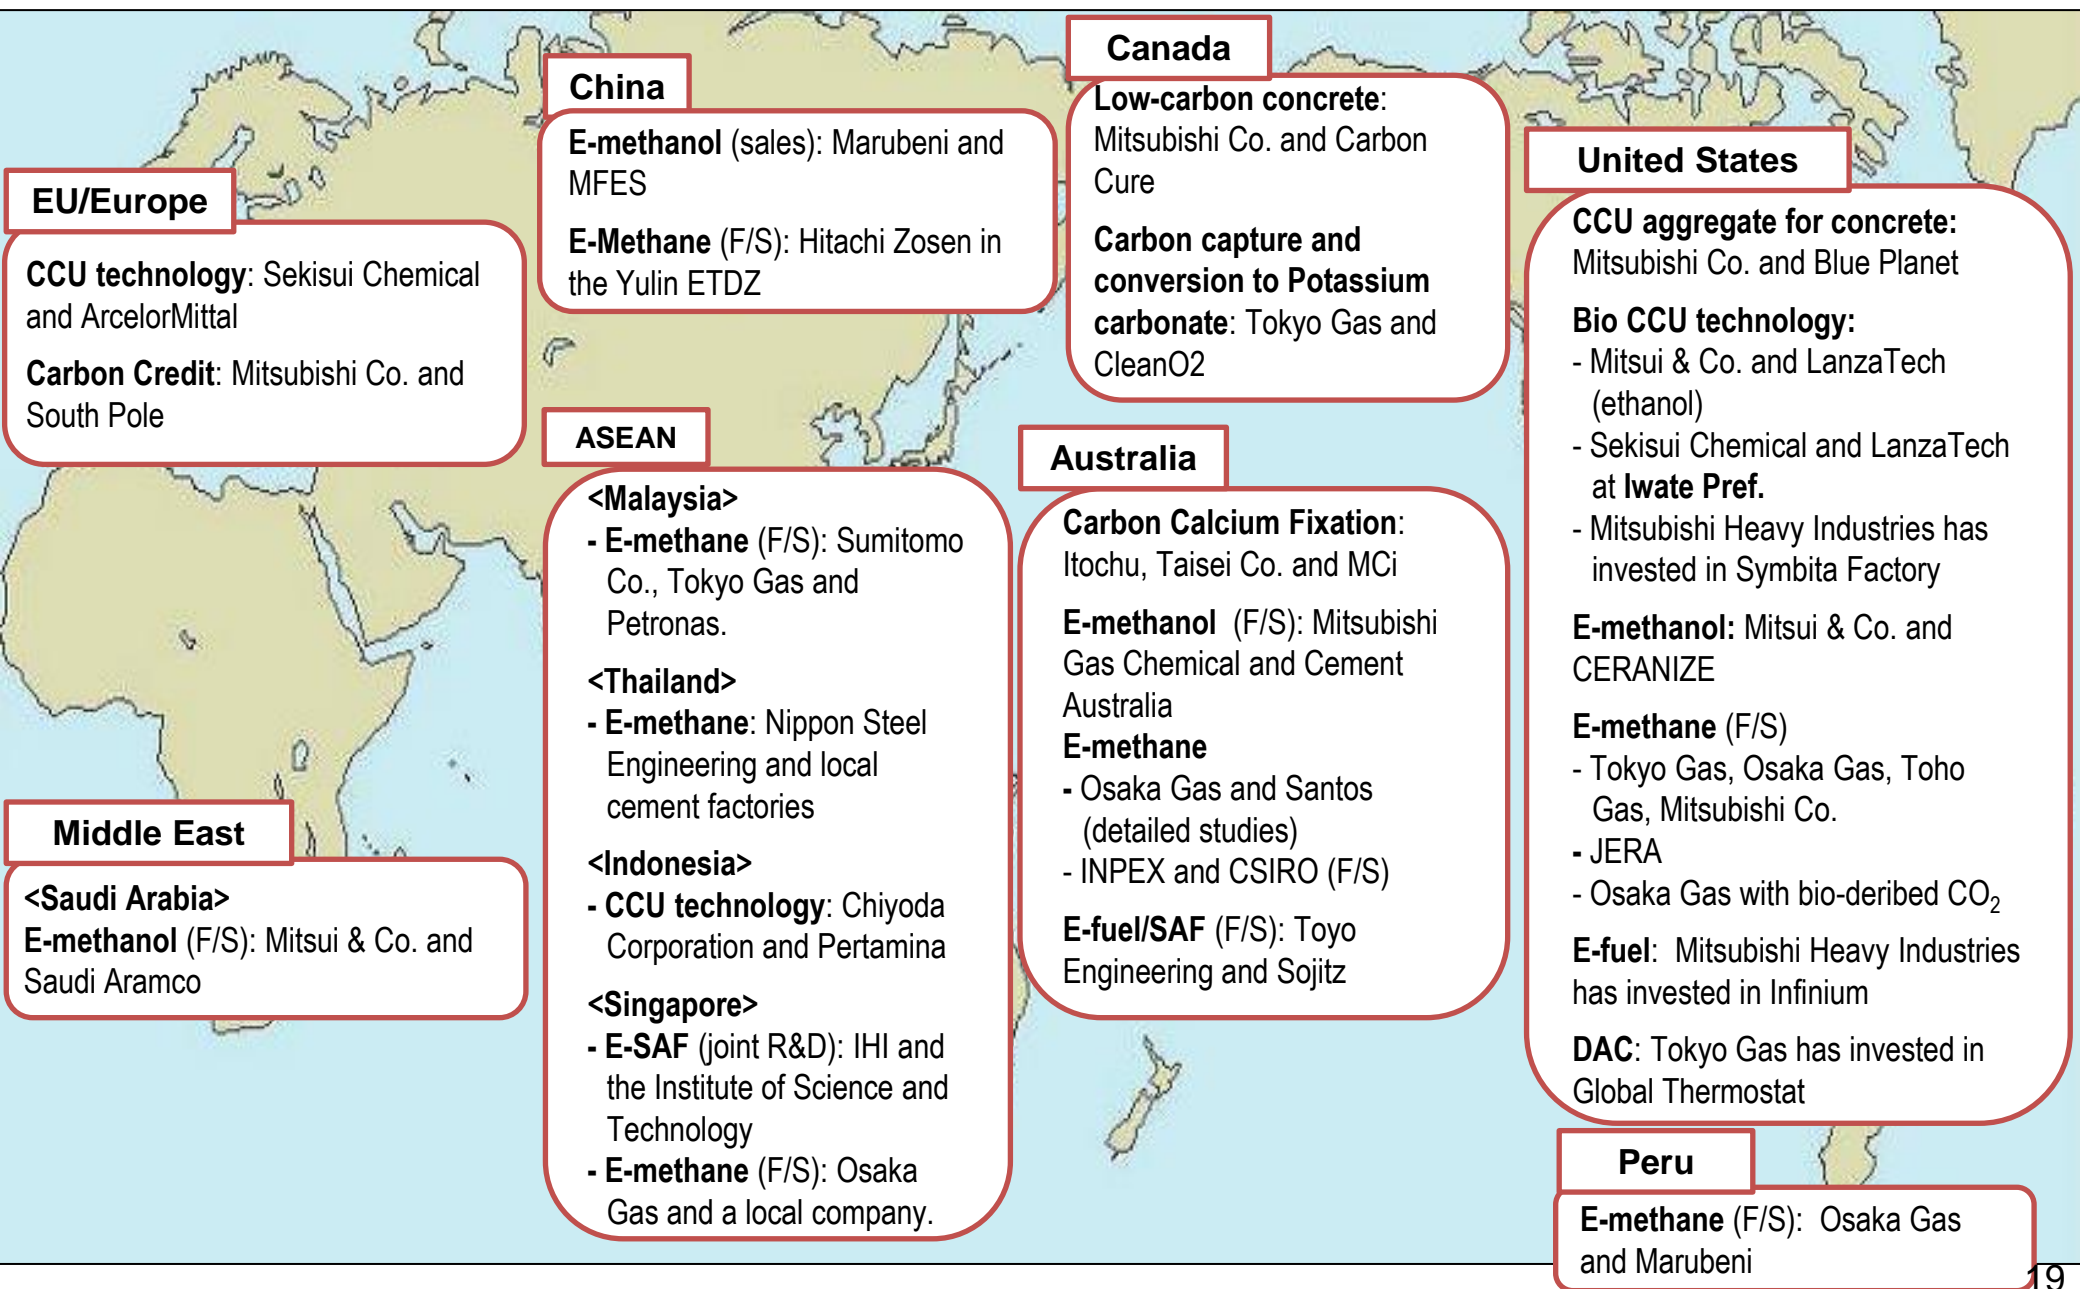 EU/Europe
CCU technology: Sekisui Chemical
and ArcelorMittal
Carbon Credit: Mitsubishi Co. and
South Pole
Middle East
<Saudi Arabia>
E-methanol (F/S): Mitsui & Co. and
Saudi Aramco
China
E-methanol (sales): Marubeni and
MFES
E-Methane (F/S): Hitachi Zosen in
the Yulin ETDZ
ASEAN
<Malaysia>
- E-methane (F/S): Sumitomo
Co., Tokyo Gas and
Petronas.
<Thailand>
- E-methane: Nippon Steel
Engineering and local
cement factories
<Indonesia>
- CCU technology: Chiyoda
Corporation and Pertamina
<Singapore>
- E-SAF (joint R&D): IHI and
the Institute of Science and
Technology
- E-methane (F/S): Osaka
Gas and a local company.
Canada
Low-carbon concrete:
Mitsubishi Co. and Carbon
Cure
Carbon capture and
conversion to Potassium
carbonate: Tokyo Gas and
CleanO2
Australia
Carbon Calcium Fixation:
Itochu, Taisei Co. and MCi
E-methanol (F/S): Mitsubishi
Gas Chemical and Cement
Australia
E-methane
- Osaka Gas and Santos
(detailed studies)
- INPEX and CSIRO (F/S)
E-fuel/SAF (F/S): Toyo
Engineering and Sojitz
United States
CCU aggregate for concrete:
Mitsubishi Co. and Blue Planet
Bio CCU technology:
- Mitsui & Co. and LanzaTech
(ethanol)
- Sekisui Chemical and LanzaTech
at Iwate Pref.
- Mitsubishi Heavy Industries has
invested in Symbita Factory
E-methanol: Mitsui & Co. and
CERANIZE
E-methane (F/S)
- Tokyo Gas, Osaka Gas, Toho
Gas, Mitsubishi Co.
- JERA
- Osaka Gas with bio-deribed CO₂
E-fuel: Mitsubishi Heavy Industries
has invested in Infinium
DAC: Tokyo Gas has invested in
Global Thermostat
Peru
E-methane (F/S): Osaka Gas
and Marubeni
19